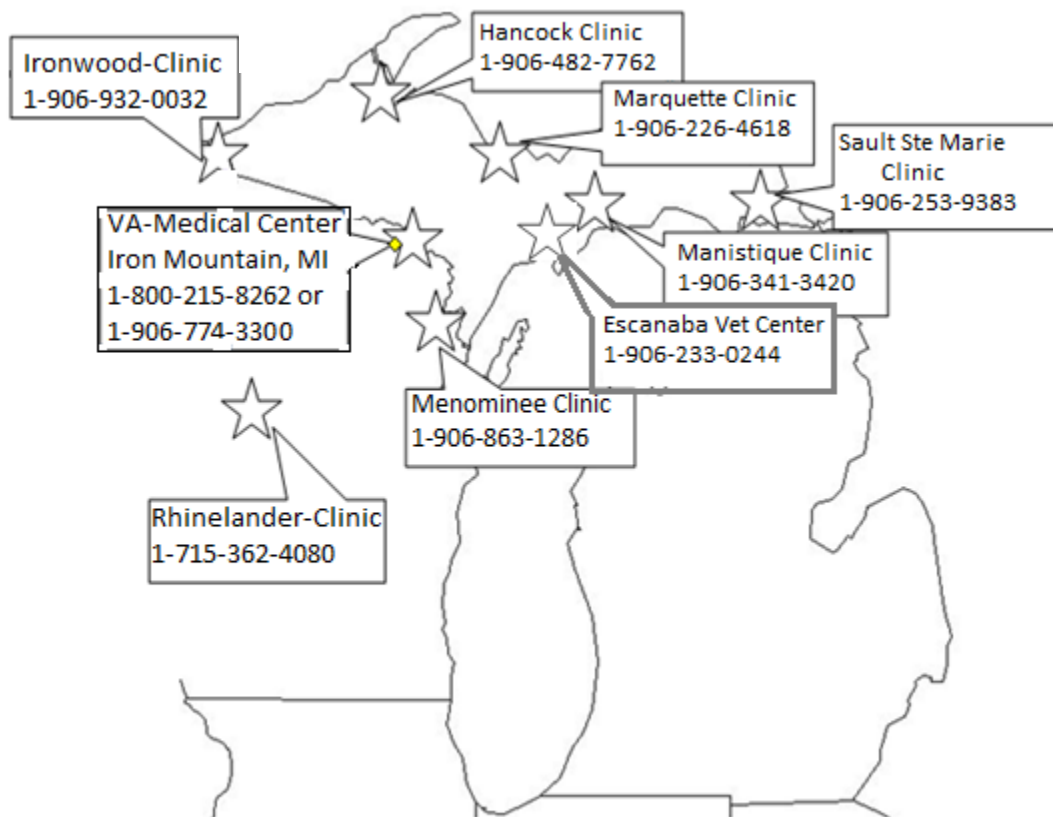 Hancock Clinic
1-906-482-7762
Ironwood-Clinic
1-906-932-0032
Marquette Clinic
1-906-226-4618
Sault Ste Marie
Clinic
1-906-253-9383
VA-Medical Center
Iron Mountain, MI
1-800-215-8262 or
1-906-774-3300
Manistique Clinic
1-906-341-3420
Escanaba Vet Center
1-906-233-0244
Menominee Clinic
1-906-863-1286
Rhinelander-Clinic
1-715-362-4080